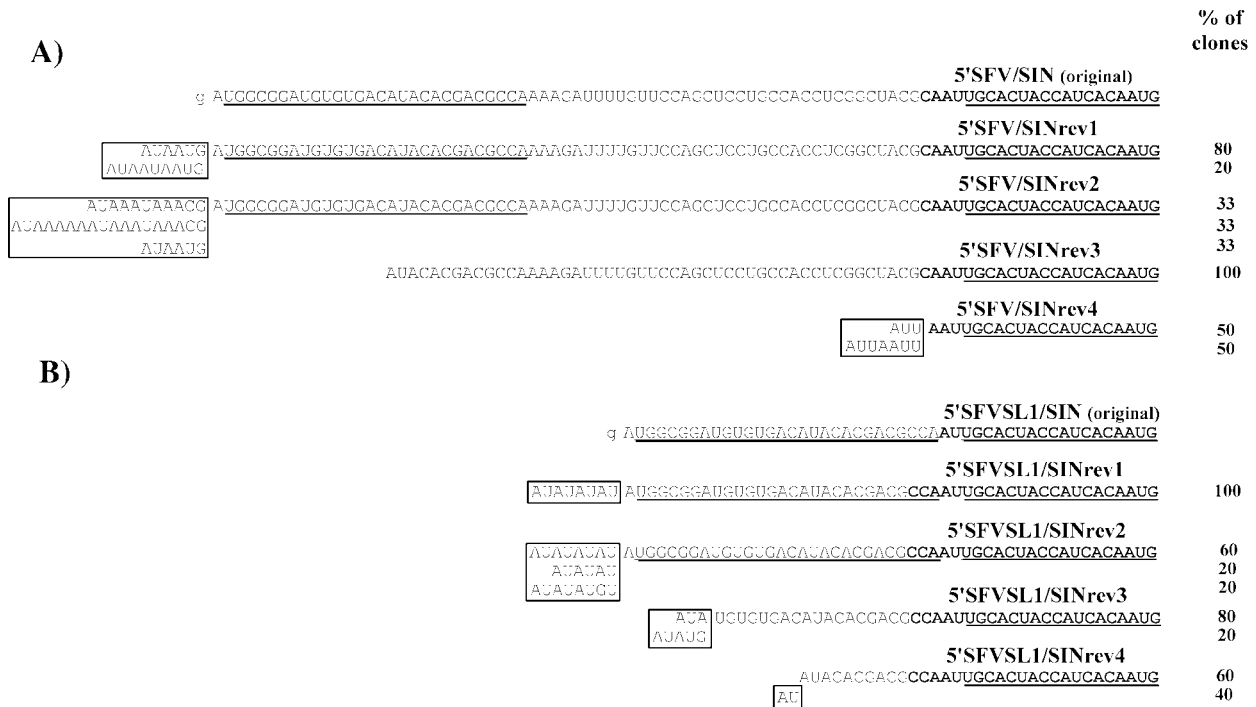 % of
clones
A)
5'SFV/SIN (original)
g AUGGCGGAUGUGUGACAUACACGACGCCAAAAGAUUUUGUUCCAGCUCCUGCCACCUCGGCUACGCAAUUGCACUACCAUCACAAUG
5'SFV/SINrev1
AUAAUG AUGGCGGAUGUGUGACAUACACGACGCCAAAAGAUUUUGUUCCAGCUCCUGCCACCUCGGCUACGCAAUUGCACUACCAUCACAAUG 80
AUAAUAAUG 20
5'SFV/SINrev2
AUAAAUAAACG AUGGCGGAUGUGUGACAUACACGACGCCAAAAGAUUUUGUUCCAGCUCCUGCCACCUCGGCUACGCAAUUGCACUACCAUCACAAUG 33
AUAAAAAAUAAAUAAACG 33
AUAAUG 33
5'SFV/SINrev3
AUACACGACGCCAAAAGAUUUUGUUCCAGCUCCUGCCACCUCGGCUACGCAAUUGCACUACCAUCACAAUG 100
5'SFV/SINrev4
AUU AAUUGCACUACCAUCACAAUG 50
AUUAAUU 50
B)
5'SFVSL1/SIN (original)
g AUGGCGGAUGUGUGACAUACACGACGCCAAUUGCACUACCAUCACAAUG
5'SFVSL1/SINrev1
AUAUAUAU AUGGCGGAUGUGUGACAUACACGACGCCAAUUGCACUACCAUCACAAUG 100
5'SFVSL1/SINrev2
AUAUAUAU AUGGCGGAUGUGUGACAUACACGACGCCAAUUGCACUACCAUCACAAUG 60
AUAUAU 20
AUAUAUGU 20
5'SFVSL1/SINrev3
AUA UGUGUGACAUACACGACGCCAAUUGCACUACCAUCACAAUG 80
AUAUG 20
5'SFVSL1/SINrev4
AUACACGACGCCAAUUGCACUACCAUCACAAUG 60
AU 40